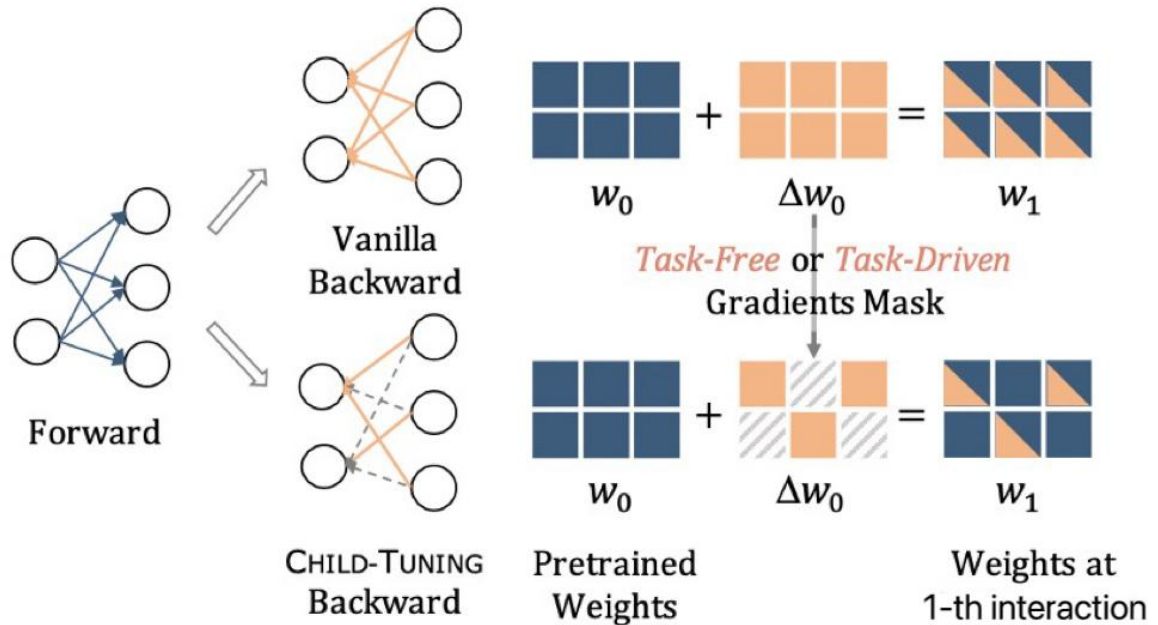 Forward
Vanilla
Backward
w₀ + Δw₀ = w₁
Task-Free or Task-Driven
Gradients Mask
w₀ + Δw₀ = w₁
CHILD-TUNING
Backward
Pretrained
Weights
Weights at
1-th interaction